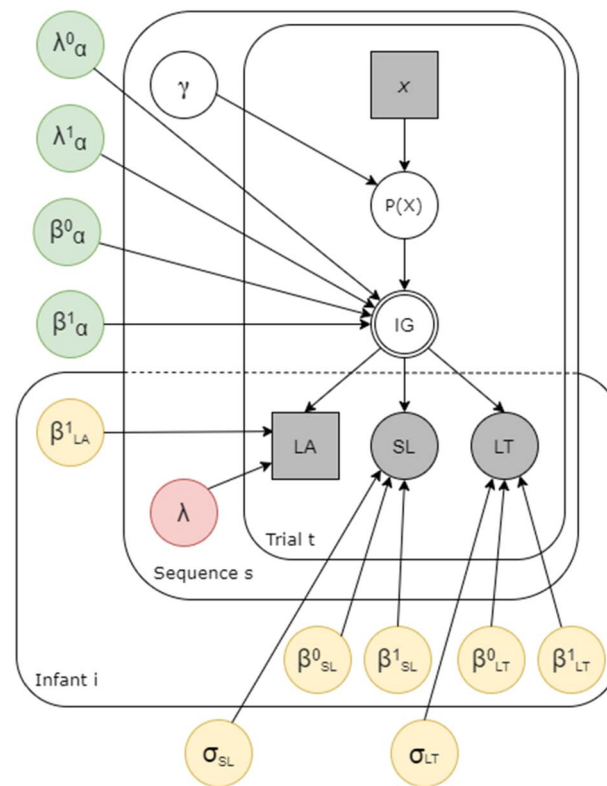 λ⁰α
γ
x
λ¹α
P(X)
β⁰α
β¹α
IG
β¹LA
LA
SL
LT
λ
Trial t
Sequence s
β⁰SL
β¹SL
β⁰LT
β¹LT
Infant i
σSL
σLT